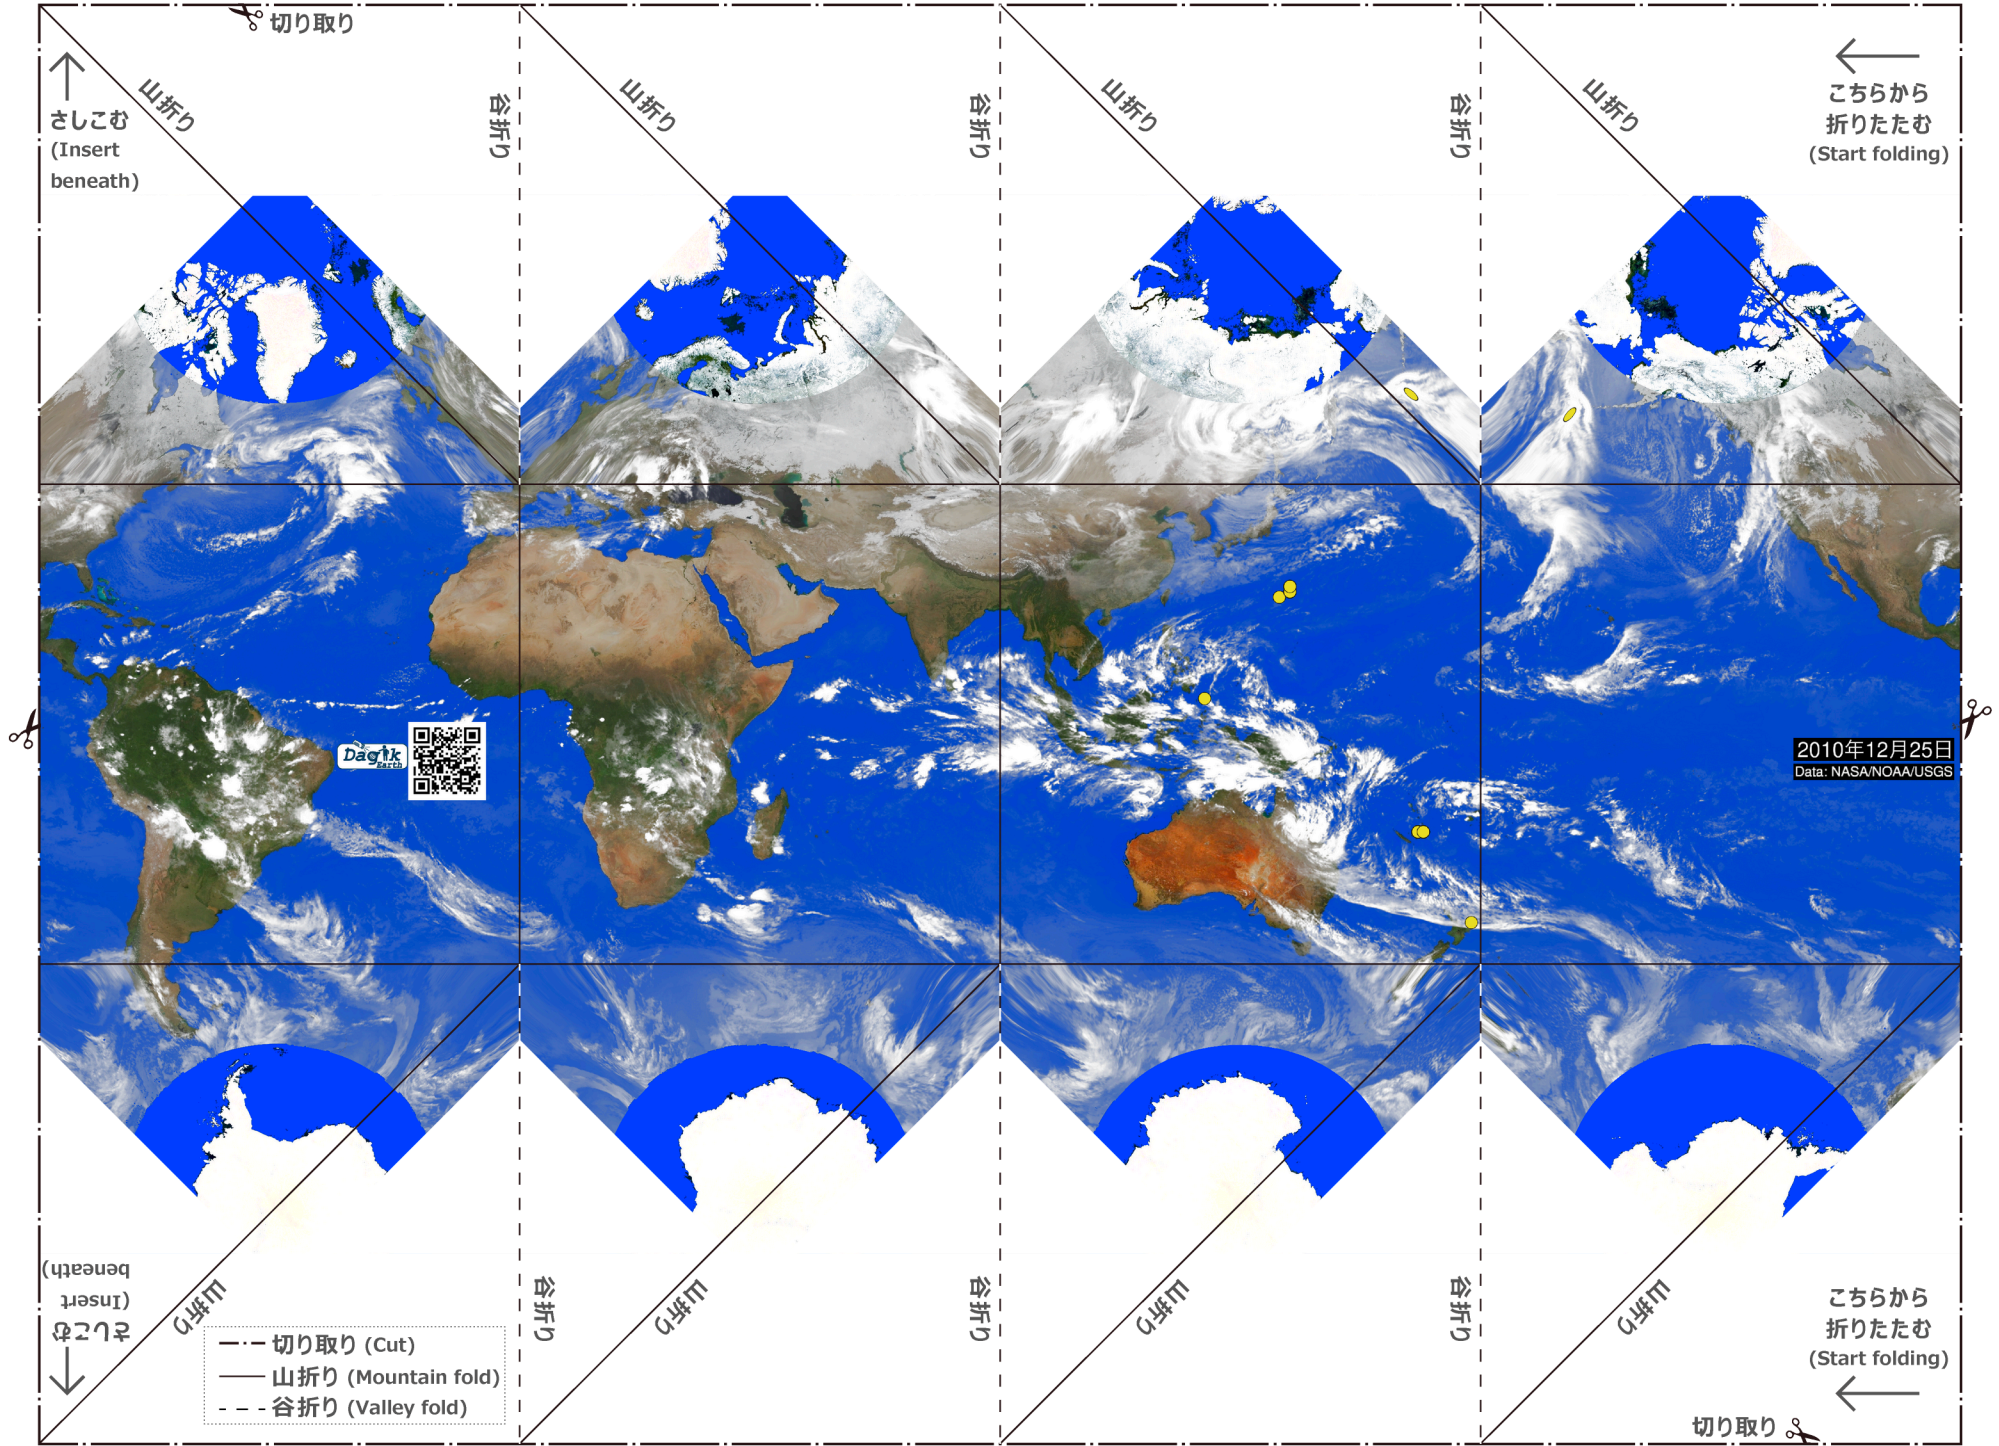 切り取り
さしこむ
(Insert
beneath)
山折り
谷折り
山折り
谷折り
山折り
谷折り
山折り
こちらから
折りたたむ
(Start folding)
Dagik
Earth
2010年12月25日
Data: NASA/NOAA/USGS
さしこむ
(Insert
beneath)
山折り
谷折り
山折り
谷折り
山折り
谷折り
山折り
こちらから
折りたたむ
(Start folding)
切り取り (Cut)
山折り (Mountain fold)
谷折り (Valley fold)
切り取り